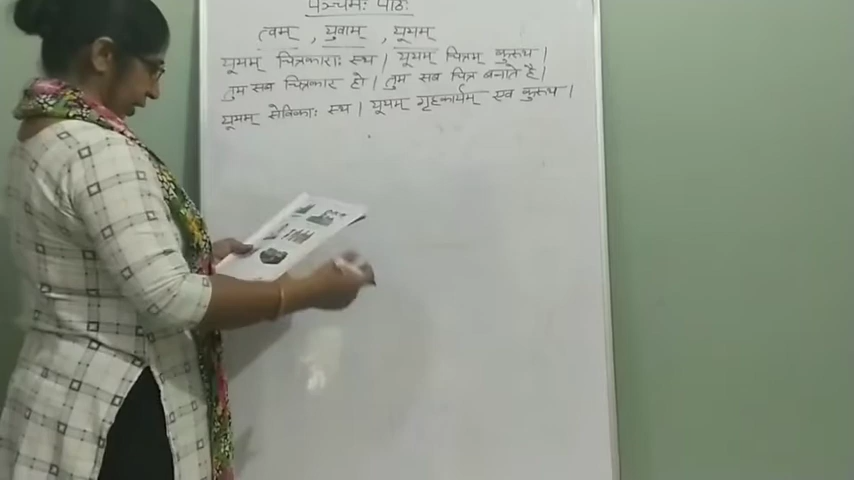 पञ्चमः पाठः
त्वम् , युवाम् , यूयम्
यूयम् चित्रकाराः स्थ । यूयम् चित्रम् कुरूथ ।
तुम सब चित्रकार हो । तुम सब चित्र बनाते है ।
यूयम् सेविकाः स्थ । यूयम् गृहकार्यम् एव कुरूथ ।